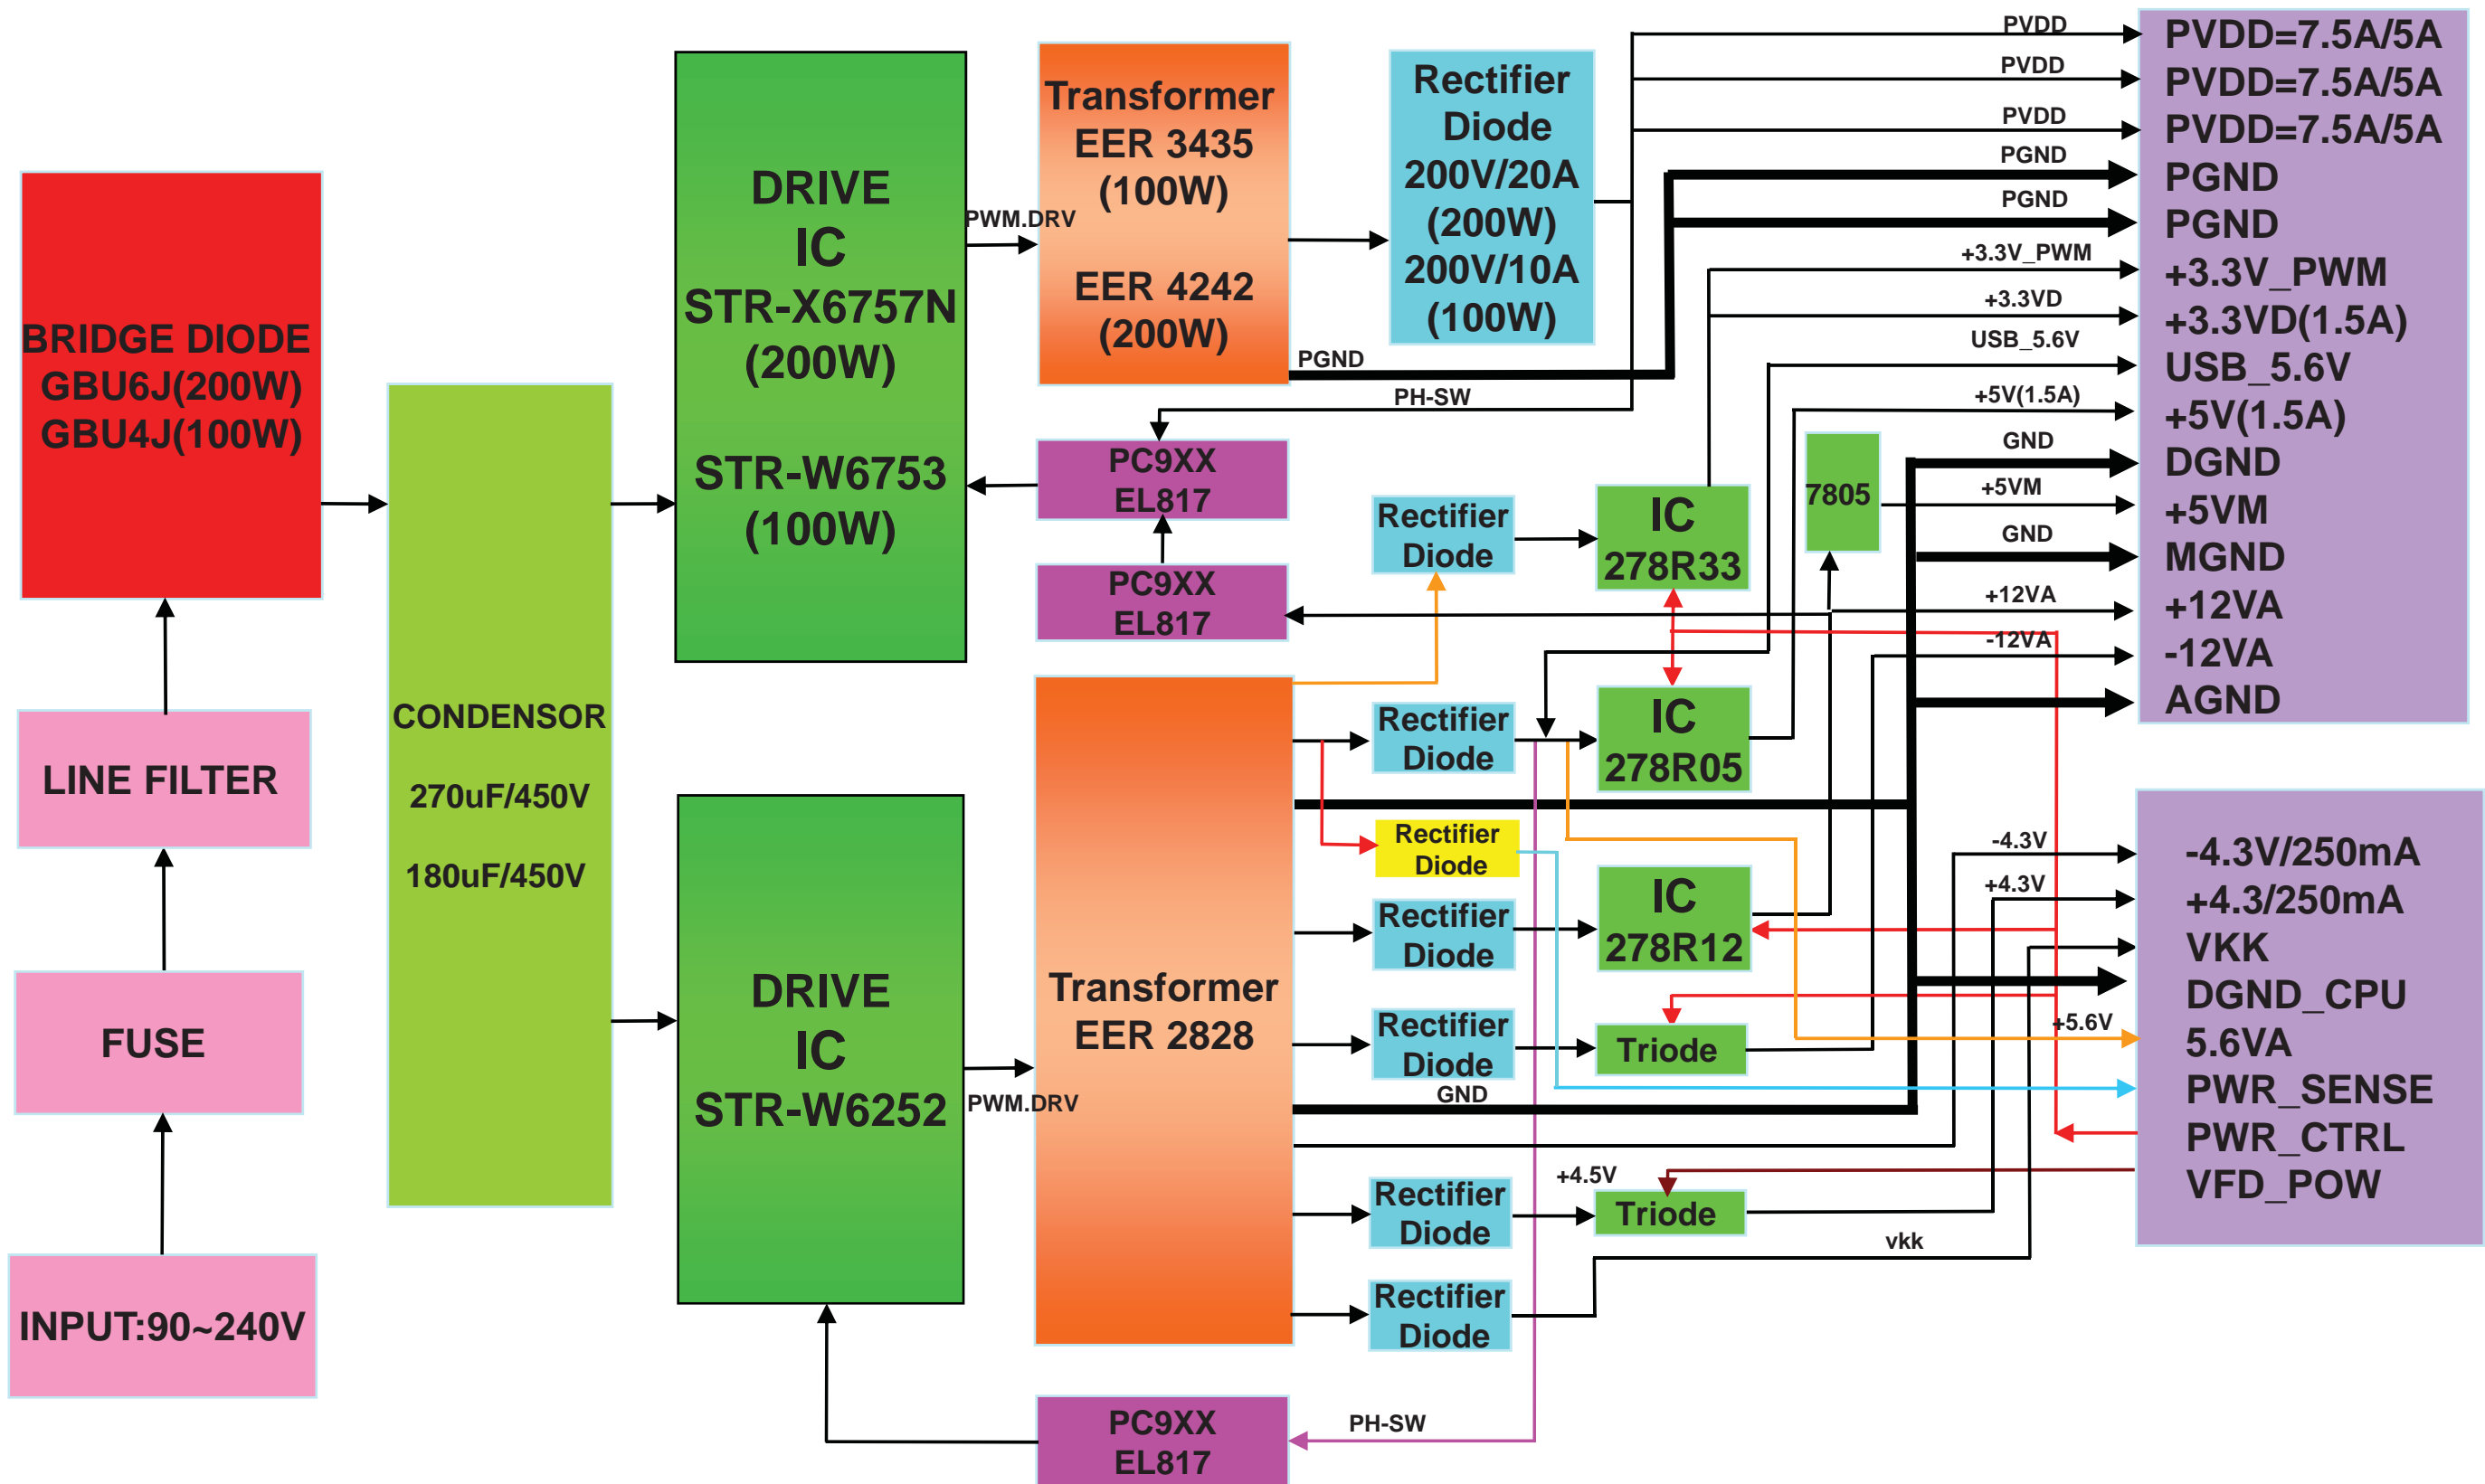 BRIDGE DIODE
GBU6J(200W)
GBU4J(100W)
LINE FILTER
FUSE
INPUT:90~240V
CONDENSOR
270uF/450V
180uF/450V
DRIVE
IC
STR-X6757N
(200W)
STR-W6753
(100W)
DRIVE
IC
STR-W6252
PWM.DRV
PWM.DRV
Transformer
EER 3435
(100W)
EER 4242
(200W)
PGND
PH-SW
PC9XX
EL817
PC9XX
EL817
Transformer
EER 2828
PC9XX
EL817
PH-SW
Rectifier
Diode
200V/20A
(200W)
200V/10A
(100W)
Rectifier
Diode
Rectifier
Diode
Rectifier
Diode
Rectifier
Diode
Rectifier
Diode
GND
Rectifier
Diode
Rectifier
Diode
IC
278R33
IC
278R05
IC
278R12
Triode
+4.5V
Triode
vkk
7805
PVDD
PVDD
PVDD
PGND
PGND
+3.3V_PWM
+3.3VD
USB_5.6V
+5V(1.5A)
GND
+5VM
GND
+12VA
-12VA
-4.3V
+4.3V
+5.6V
PVDD=7.5A/5A
PVDD=7.5A/5A
PVDD=7.5A/5A
PGND
PGND
+3.3V_PWM
+3.3VD(1.5A)
USB_5.6V
+5V(1.5A)
DGND
+5VM
MGND
+12VA
-12VA
AGND
-4.3V/250mA
+4.3/250mA
VKK
DGND_CPU
5.6VA
PWR_SENSE
PWR_CTRL
VFD_POW